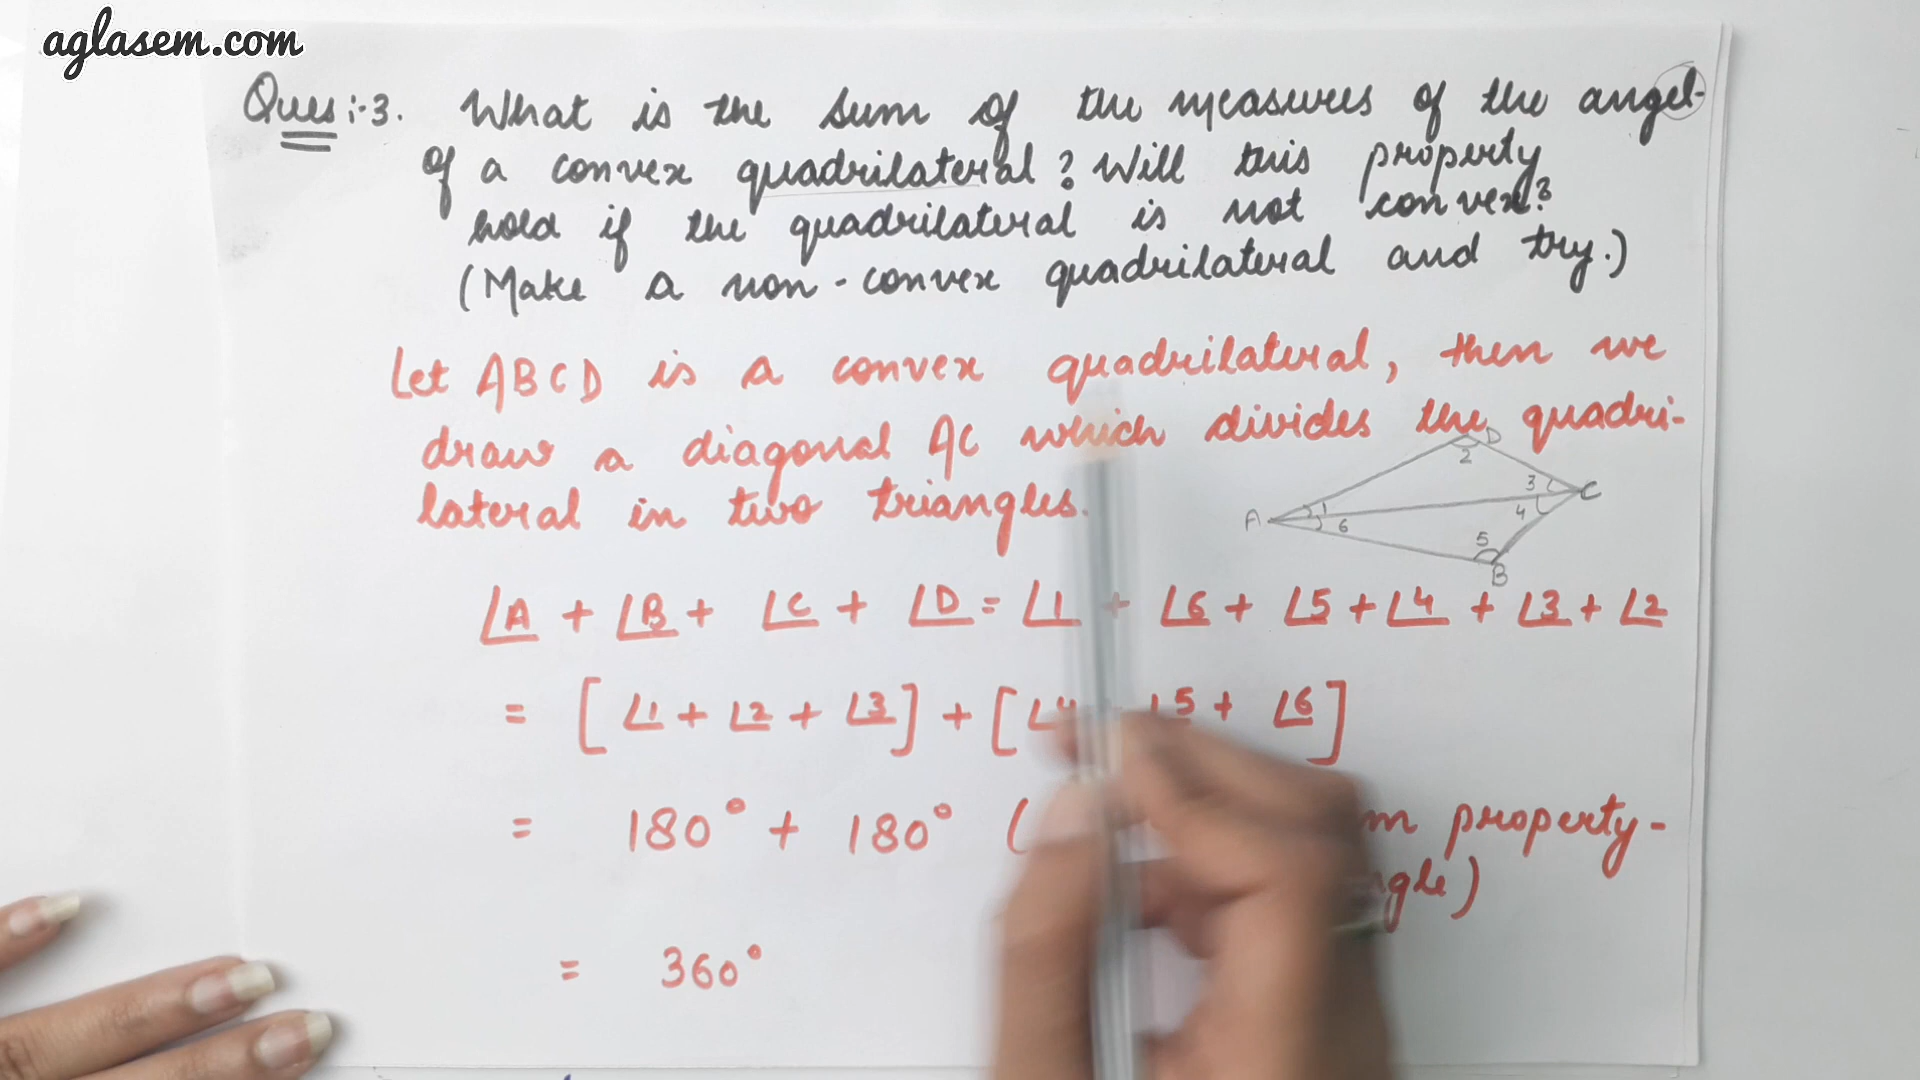 aglasem.com
Ques:-3. What is the sum of the measures of the angel-
of a convex quadrilateral? Will this property
hold if the quadrilateral is not convex?
(Make a non-convex quadrilateral and try.)
Let ABCD is a convex quadrilateral, then we
draw a diagonal AC which divides the quadri-
lateral in two triangles.
D
2
3
C
A
1
4
6
5
B
∠A + ∠B + ∠C + ∠D = ∠1 + ∠6 + ∠5 + ∠4 + ∠3 + ∠2
= [∠1 + ∠2 + ∠3] + [∠4 + ∠5 + ∠6]
= 180° + 180° ( property-
)
= 360°